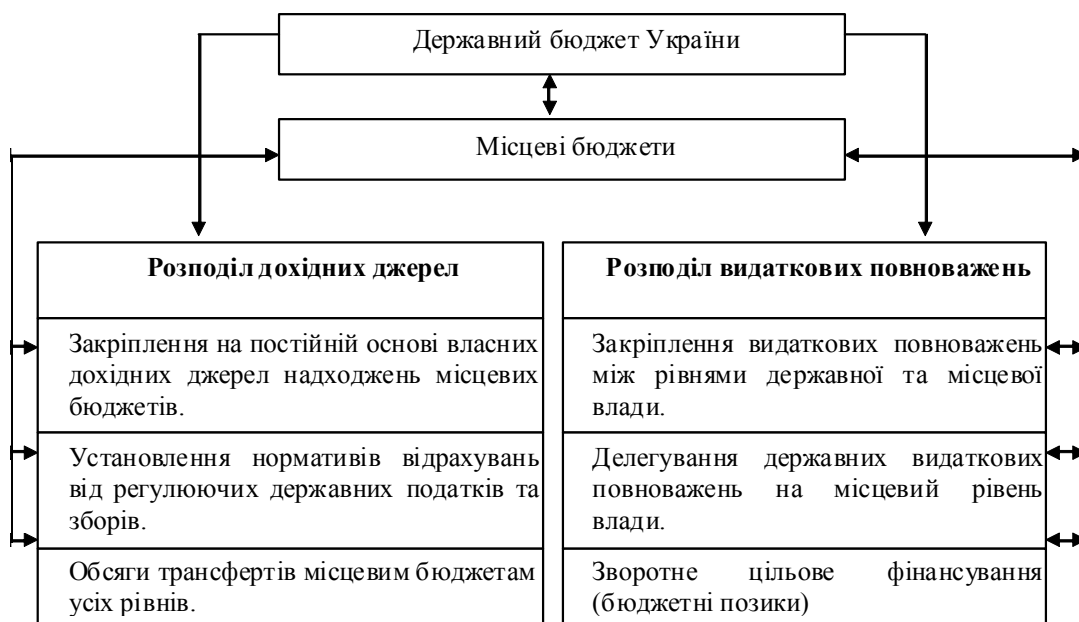 Державний бюджет України
Місцеві бюджети
Розподіл дохідних джерел
Закріплення на постійній основі власних
дохідних джерел надходжень місцевих
бюджетів.
Установлення нормативів відрахувань
від регулюючих державних податків та
зборів.
Обсяги трансфертів місцевим бюджетам
усіх рівнів.
Розподіл видаткових повноважень
Закріплення видаткових повноважень
між рівнями державної та місцевої
влади.
Делегування державних видаткових
повноважень на місцевий рівень
влади.
Зворотне цільове фінансування
(бюджетні позики)